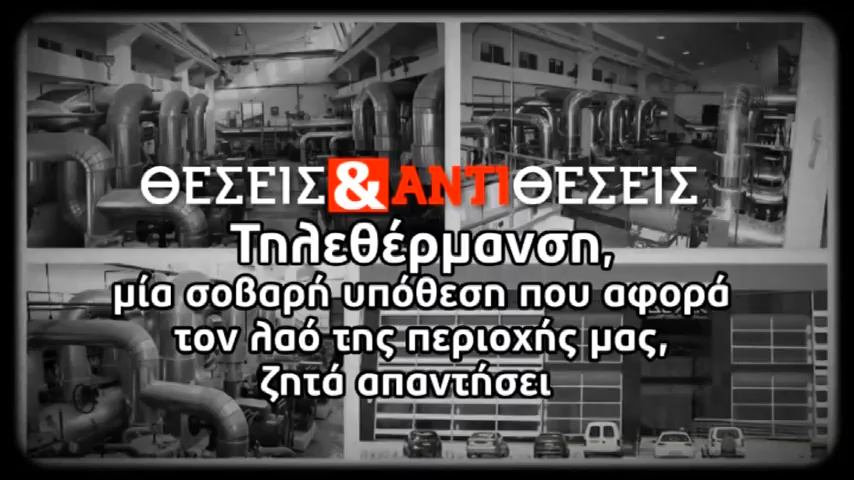 ΘΕΣΕΙΣ&ΑΝΤΙΘΕΣΕΙΣ
Τηλεθέρμανση,
μία σοβαρή υπόθεση που αφορά
τον λαό της περιοχής μας,
ζητά απαντήσει